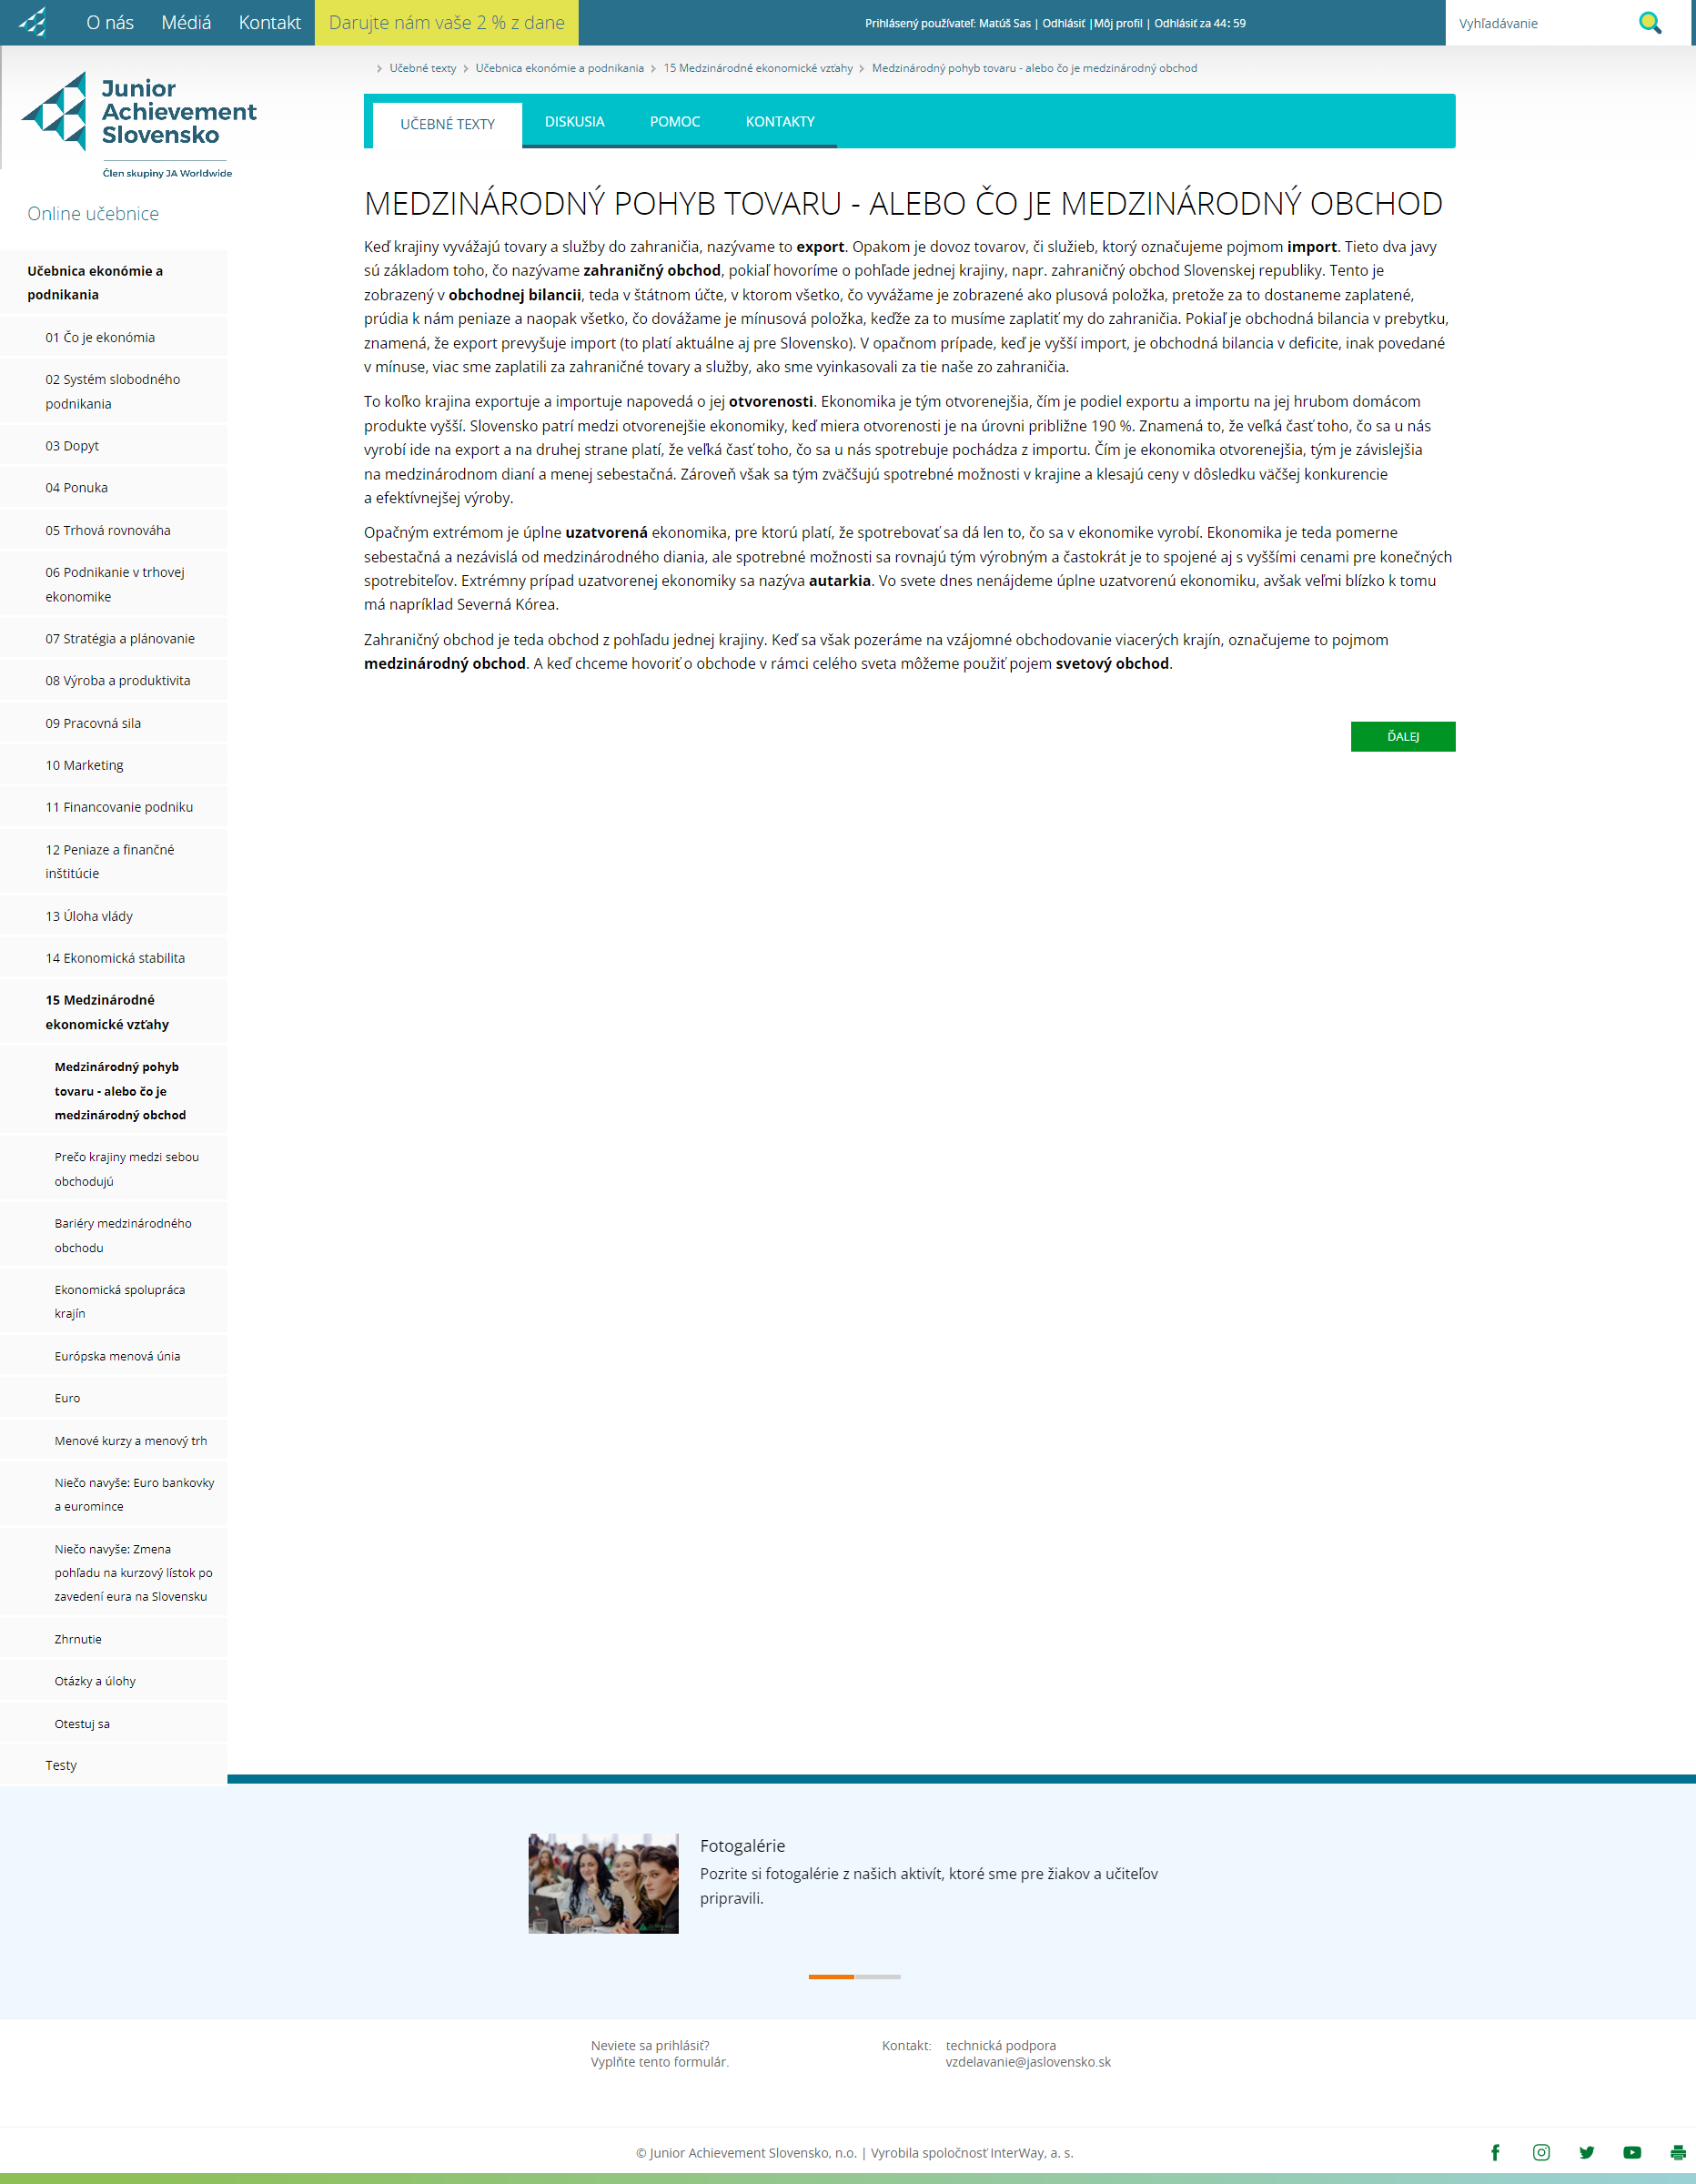 O nás Médiá Kontakt Darujte nám vaše 2 % z dane Prihlásený používateľ: Matúš Sas | Odhlásiť |Môj profil | Odhlásiť za 44: 59 Vyhľadávanie
Junior
Achievement
Slovensko
Člen skupiny JA Worldwide
Učebné texty Učebnica ekonómie a podnikania 15 Medzinárodné ekonomické vzťahy Medzinárodný pohyb tovaru - alebo čo je medzinárodný obchod
UČEBNÉ TEXTY DISKUSIA POMOC KONTAKTY
Online učebnice
Učebnica ekonómie a
podnikania
01 Čo je ekonómia
02 Systém slobodného
podnikania
03 Dopyt
04 Ponuka
05 Trhová rovnováha
06 Podnikanie v trhovej
ekonomike
07 Stratégia a plánovanie
08 Výroba a produktivita
09 Pracovná sila
10 Marketing
11 Financovanie podniku
12 Peniaze a finančné
inštitúcie
13 Úloha vlády
14 Ekonomická stabilita
15 Medzinárodné
ekonomické vzťahy
Medzinárodný pohyb
tovaru - alebo čo je
medzinárodný obchod
Prečo krajiny medzi sebou
obchodujú
Bariéry medzinárodného
obchodu
Ekonomická spolupráca
krajín
Európska menová únia
Euro
Menové kurzy a menový trh
Niečo navyše: Euro bankovky
a euromince
Niečo navyše: Zmena
pohľadu na kurzový lístok po
zavedení eura na Slovensku
Zhrnutie
Otázky a úlohy
Otestuj sa
Testy
MEDZINÁRODNÝ POHYB TOVARU - ALEBO ČO JE MEDZINÁRODNÝ OBCHOD
Keď krajiny vyvážajú tovary a služby do zahraničia, nazývame to export. Opakom je dovoz tovarov, či služieb, ktorý označujeme pojmom import. Tieto dva javy
sú základom toho, čo nazývame zahraničný obchod, pokiaľ hovoríme o pohľade jednej krajiny, napr. zahraničný obchod Slovenskej republiky. Tento je
zobrazený v obchodnej bilancii, teda v štátnom účte, v ktorom všetko, čo vyvážame je zobrazené ako plusová položka, pretože za to dostaneme zaplatené,
prúdia k nám peniaze a naopak všetko, čo dovážame je mínusová položka, keďže za to musíme zaplatiť my do zahraničia. Pokiaľ je obchodná bilancia v prebytku,
znamená, že export prevyšuje import (to platí aktuálne aj pre Slovensko). V opačnom prípade, keď je vyšší import, je obchodná bilancia v deficite, inak povedané
v mínuse, viac sme zaplatili za zahraničné tovary a služby, ako sme vyinkasovali za tie naše zo zahraničia.
To koľko krajina exportuje a importuje napovedá o jej otvorenosti. Ekonomika je tým otvorenejšia, čím je podiel exportu a importu na jej hrubom domácom
produkte vyšší. Slovensko patrí medzi otvorenejšie ekonomiky, keď miera otvorenosti je na úrovni približne 190 %. Znamená to, že veľká časť toho, čo sa u nás
vyrobí ide na export a na druhej strane platí, že veľká časť toho, čo sa u nás spotrebuje pochádza z importu. Čím je ekonomika otvorenejšia, tým je závislejšia
na medzinárodnom dianí a menej sebestačná. Zároveň však sa tým zväčšujú spotrebné možnosti v krajine a klesajú ceny v dôsledku väčšej konkurencie
a efektívnejšej výroby.
Opačným extrémom je úplne uzatvorená ekonomika, pre ktorú platí, že spotrebovať sa dá len to, čo sa v ekonomike vyrobí. Ekonomika je teda pomerne
sebestačná a nezávislá od medzinárodného diania, ale spotrebné možnosti sa rovnajú tým výrobným a častokrát je to spojené aj s vyššími cenami pre konečných
spotrebiteľov. Extrémny prípad uzatvorenej ekonomiky sa nazýva autarkia. Vo svete dnes nenájdeme úplne uzatvorenú ekonomiku, avšak veľmi blízko k tomu
má napríklad Severná Kórea.
Zahraničný obchod je teda obchod z pohľadu jednej krajiny. Keď sa však pozeráme na vzájomné obchodovanie viacerých krajín, označujeme to pojmom
medzinárodný obchod. A keď chceme hovoriť o obchode v rámci celého sveta môžeme použiť pojem svetový obchod.
ĎALEJ
Fotogalérie
Pozrite si fotogalérie z našich aktivít, ktoré sme pre žiakov a učiteľov
pripravili.
Neviete sa prihlásiť? Kontakt: technická podpora
Vyplňte tento formulár. vzdelavanie@jaslovensko.sk
© Junior Achievement Slovensko, n.o. | Vyrobila spoločnosť InterWay, a. s.